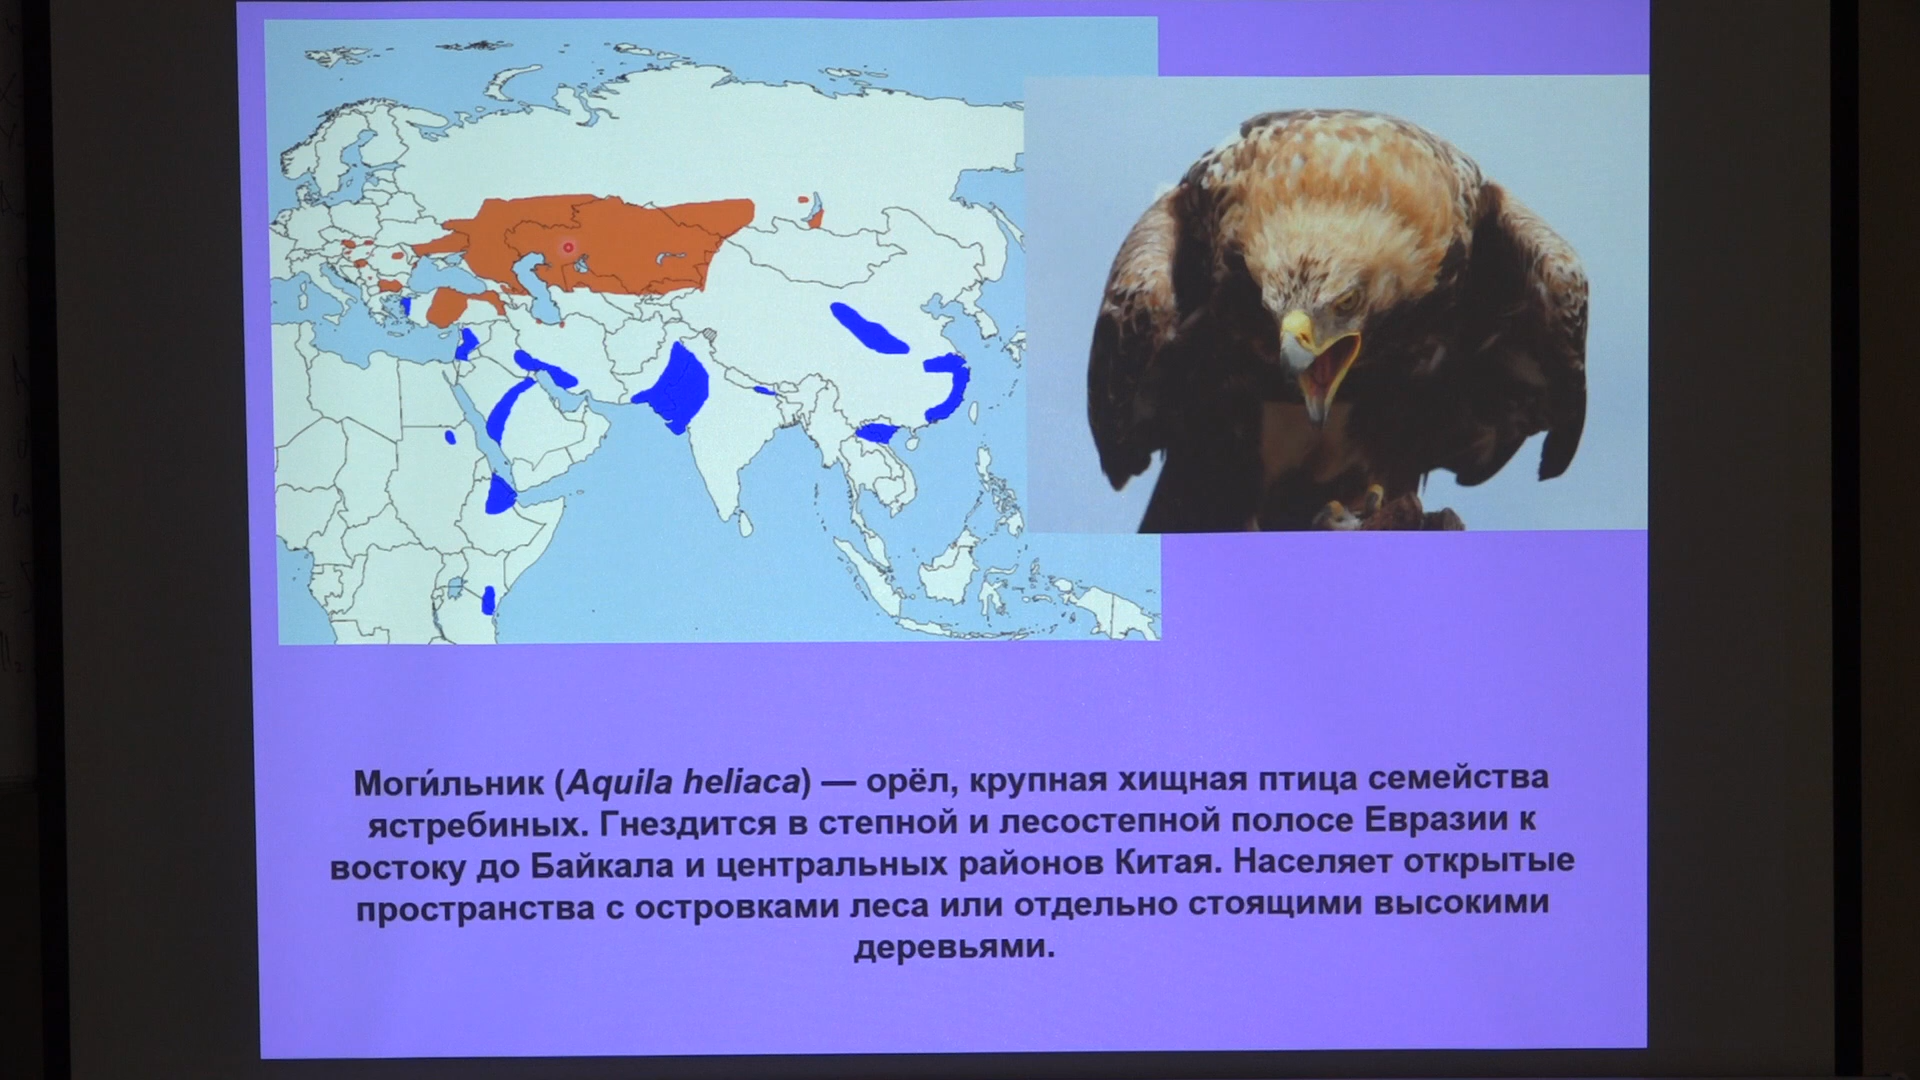 Моги́льник (Aquila heliaca) — орёл, крупная хищная птица семейства
ястребиных. Гнездится в степной и лесостепной полосе Евразии к
востоку до Байкала и центральных районов Китая. Населяет открытые
пространства с островками леса или отдельно стоящими высокими
деревьями.